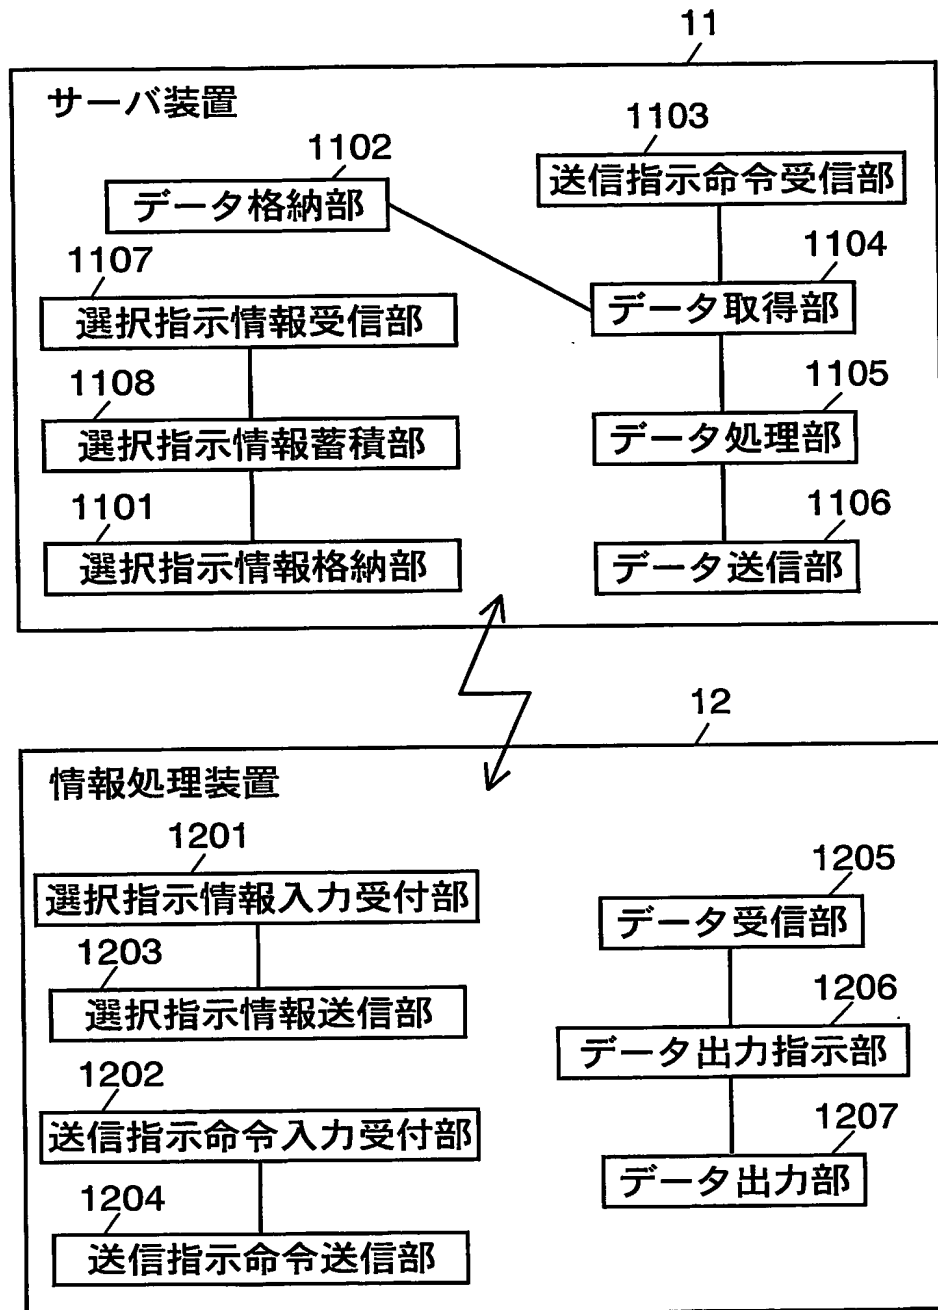 11
サーバ装置
1102
データ格納部
1103
送信指示命令受信部
1107
選択指示情報受信部
1104
データ取得部
1108
選択指示情報蓄積部
1105
データ処理部
1101
選択指示情報格納部
1106
データ送信部
12
情報処理装置
1201
選択指示情報入力受付部
1203
選択指示情報送信部
1202
送信指示命令入力受付部
1204
送信指示命令送信部
1205
データ受信部
1206
データ出力指示部
1207
データ出力部